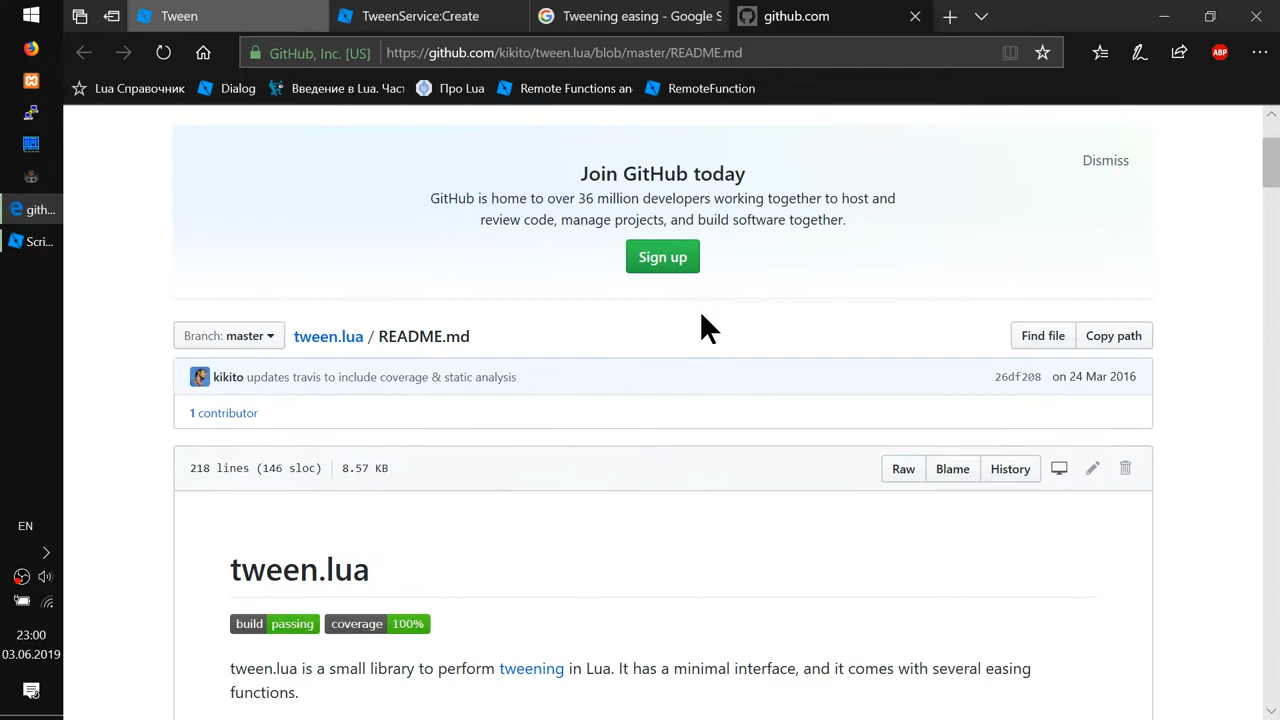 Tween
TweenService:Create
Tweening easing - Google S
github.com
GitHub, Inc. [US]
https://github.com/kikito/tween.lua/blob/master/README.md
ABP
Lua Справочник
Dialog
Введение в Lua. Част
Про Lua
Remote Functions an
RemoteFunction
gith...
Scri...
EN
23:00
03.06.2019
Join GitHub today
Dismiss
GitHub is home to over 36 million developers working together to host and
review code, manage projects, and build software together.
Sign up
Branch: master
tween.lua / README.md
Find file
Copy path
kikito updates travis to include coverage & static analysis
26df208 on 24 Mar 2016
1 contributor
218 lines (146 sloc) 8.57 KB
Raw
Blame
History
tween.lua
build passing
coverage 100%
tween.lua is a small library to perform tweening in Lua. It has a minimal interface, and it comes with several easing
functions.